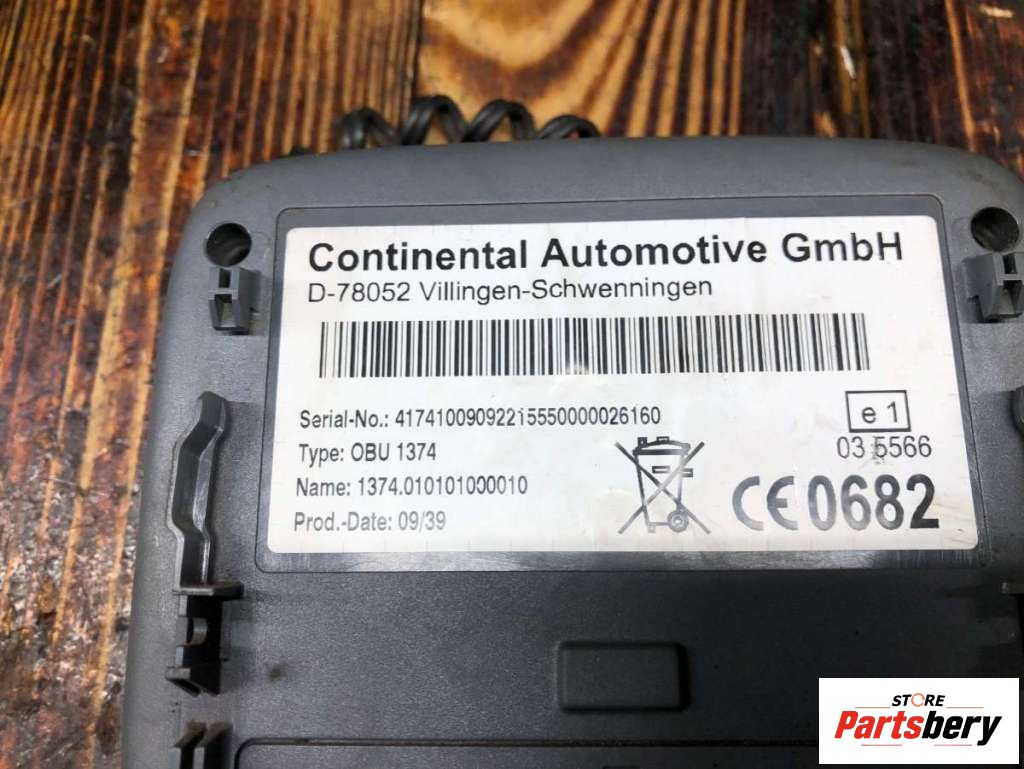 Continental Automotive GmbH
D-78052 Villingen-Schwenningen
Serial-No.: 41741009092215550000026160
Type: OBU 1374
Name: 1374.010101000010
Prod.-Date: 09/39
e 1
03 5566
CE 0682
STORE
Partsbery